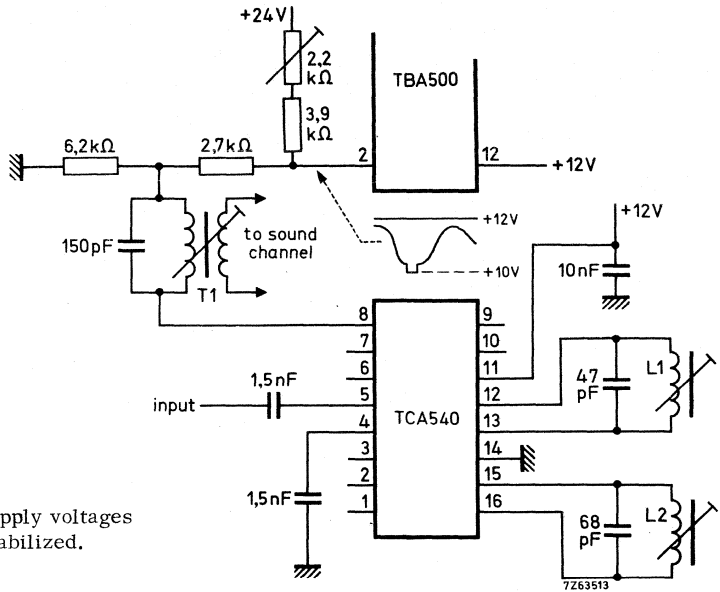 +24V
2,2
kΩ
TBA500
3,9
kΩ
6,2kΩ
2,7kΩ
2
12
+12V
+12V
+12V
150pF
to sound
channel
T1
+10V
10nF
8
9
7
10
6
11
1,5nF
input
5
12
TCA540
47
pF
L1
4
13
3
14
2
15
1
16
1,5nF
pply voltages
abilized.
68
pF
L2
7Z63513